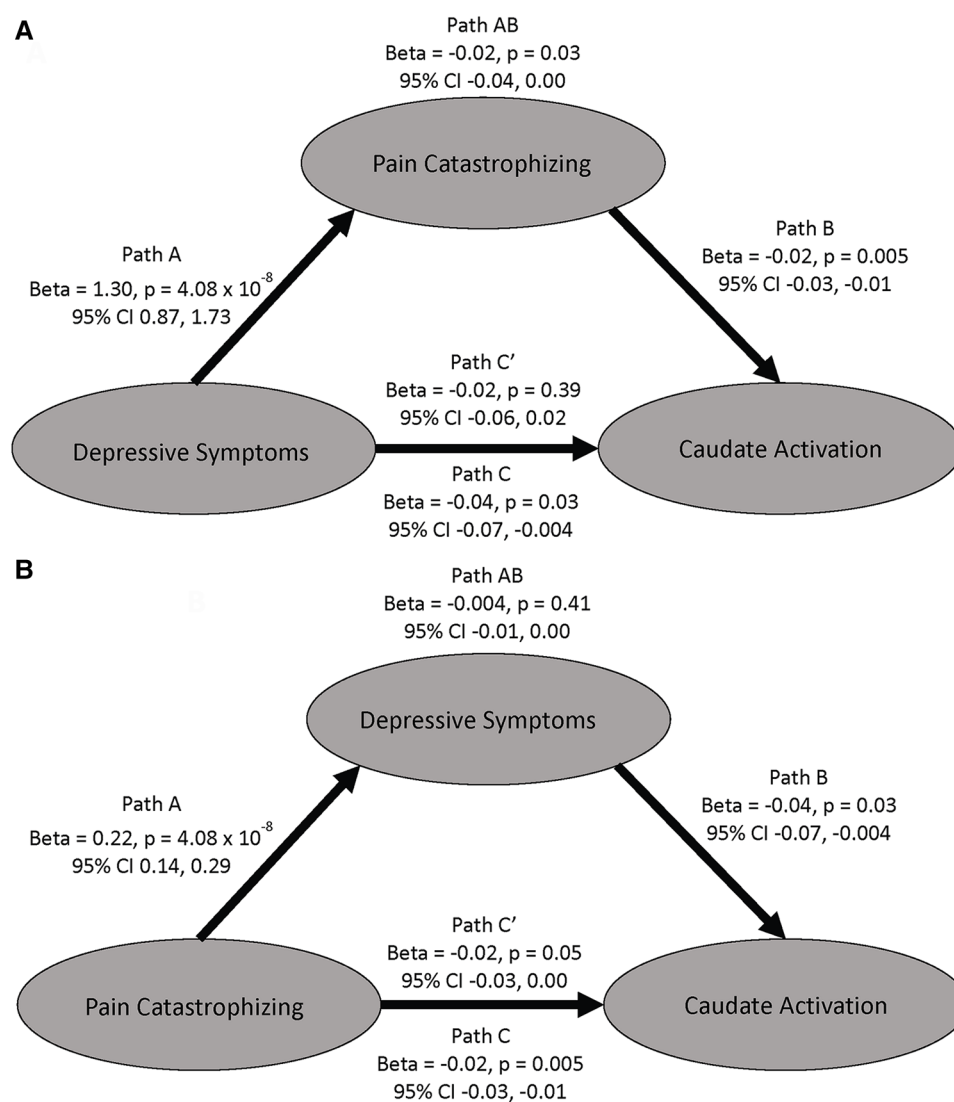 A
Path AB
Beta = -0.02, p = 0.03
95% CI -0.04, 0.00
Pain Catastrophizing
Path A
Beta = 1.30, p = 4.08 x 10⁻⁸
95% CI 0.87, 1.73
Path B
Beta = -0.02, p = 0.005
95% CI -0.03, -0.01
Path C’
Beta = -0.02, p = 0.39
95% CI -0.06, 0.02
Depressive Symptoms
Caudate Activation
Path C
Beta = -0.04, p = 0.03
95% CI -0.07, -0.004
B
Path AB
Beta = -0.004, p = 0.41
95% CI -0.01, 0.00
Depressive Symptoms
Path A
Beta = 0.22, p = 4.08 x 10⁻⁸
95% CI 0.14, 0.29
Path B
Beta = -0.04, p = 0.03
95% CI -0.07, -0.004
Path C’
Beta = -0.02, p = 0.05
95% CI -0.03, 0.00
Pain Catastrophizing
Caudate Activation
Path C
Beta = -0.02, p = 0.005
95% CI -0.03, -0.01